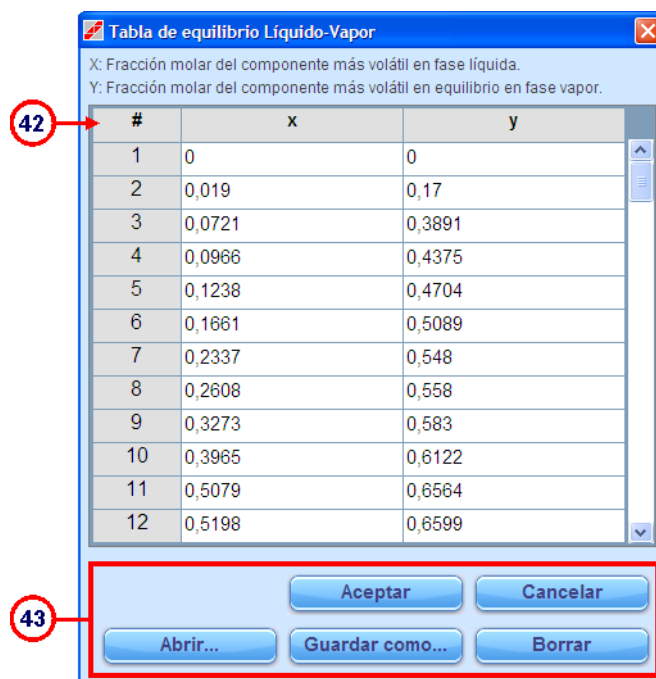 Tabla de equilibrio Líquido-Vapor
X: Fracción molar del componente más volátil en fase líquida.
Y: Fracción molar del componente más volátil en equilibrio en fase vapor.
42
# x y
1 0 0
2 0,019 0,17
3 0,0721 0,3891
4 0,0966 0,4375
5 0,1238 0,4704
6 0,1661 0,5089
7 0,2337 0,548
8 0,2608 0,558
9 0,3273 0,583
10 0,3965 0,6122
11 0,5079 0,6564
12 0,5198 0,6599
43
Aceptar Cancelar
Abrir... Guardar como... Borrar